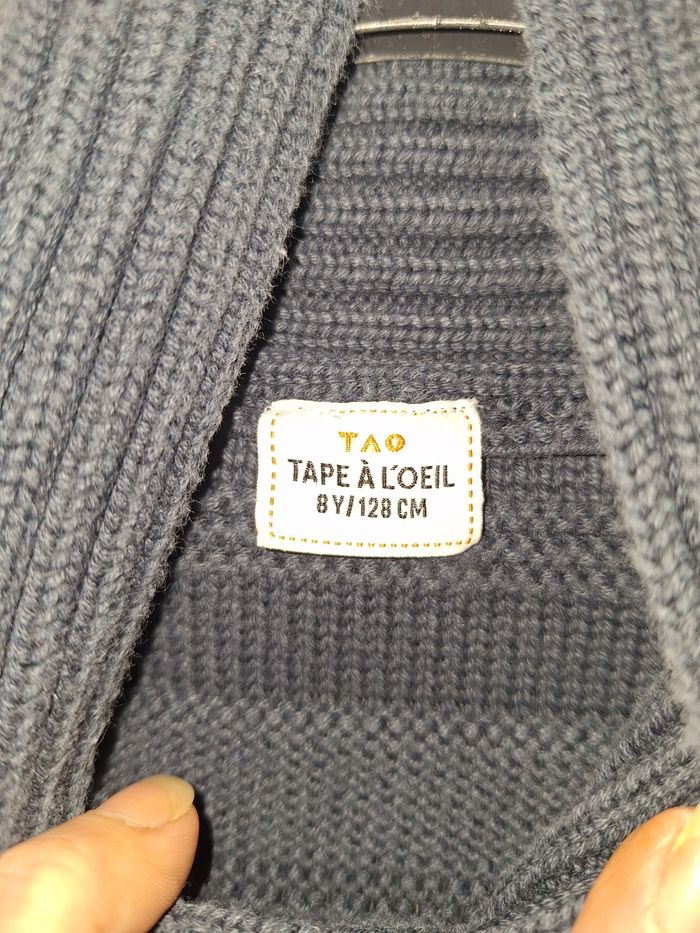 TAO
TAPE À L'OEIL
8Y/128 CM